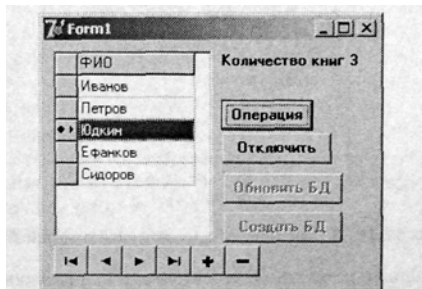 Form1
ФИО
Количество книг 3
Иванов
Петров
Операция
Юдкин
Отключить
Ефанков
Обновить БД
Сидоров
Создать БД